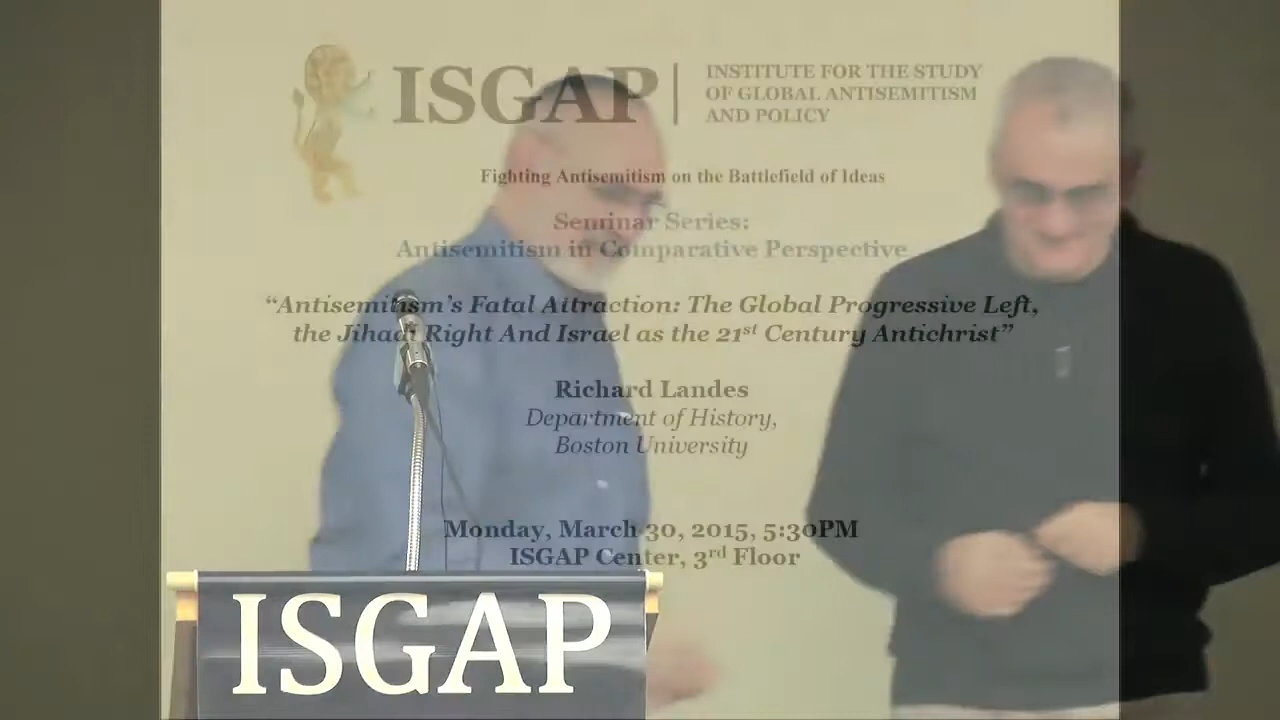 ISGAP
INSTITUTE FOR THE STUDY
OF GLOBAL ANTISEMITISM
AND POLICY
Fighting Antisemitism on the Battlefield of Ideas
Seminar Series:
Antisemitism in Comparative Perspective
“Antisemitism’s Fatal Attraction: The Global Progressive Left,
the Jihadi Right And Israel as the 21st Century Antichrist”
Richard Landes
Department of History,
Boston University
Monday, March 30, 2015, 5:30PM
ISGAP Center, 3rd Floor
ISGAP